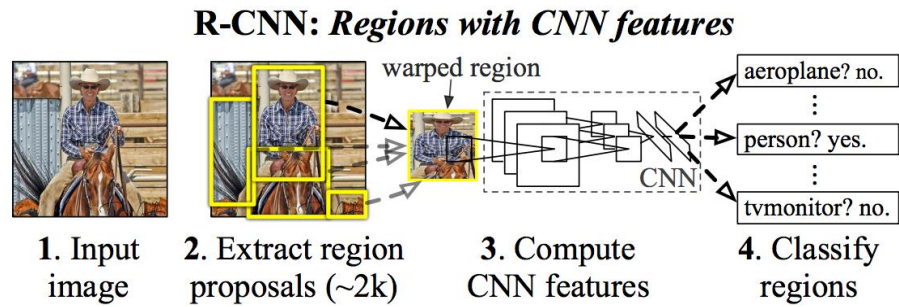 R-CNN: Regions with CNN features
warped region
aeroplane? no.
person? yes.
tvmonitor? no.
CNN
1. Input
image
2. Extract region
proposals (~2k)
3. Compute
CNN features
4. Classify
regions